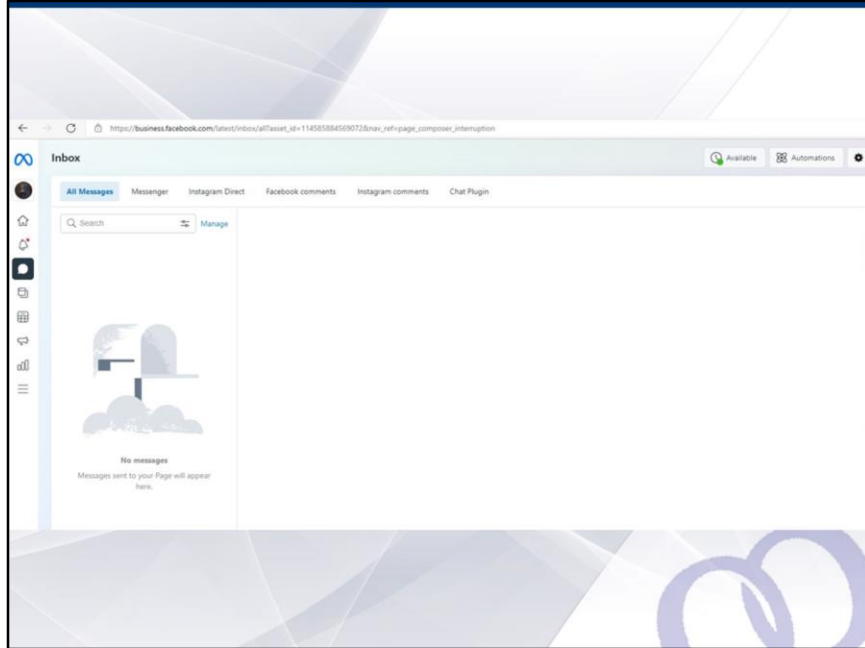 https://business.facebook.com/latest/inbox/all?asset_id=114585884569072&nav_ref=page_composer_interruption
Inbox
Available
Automations
All Messages
Messenger
Instagram Direct
Facebook comments
Instagram comments
Chat Plugin
Search
Manage
No messages
Messages sent to your Page will appear
here.